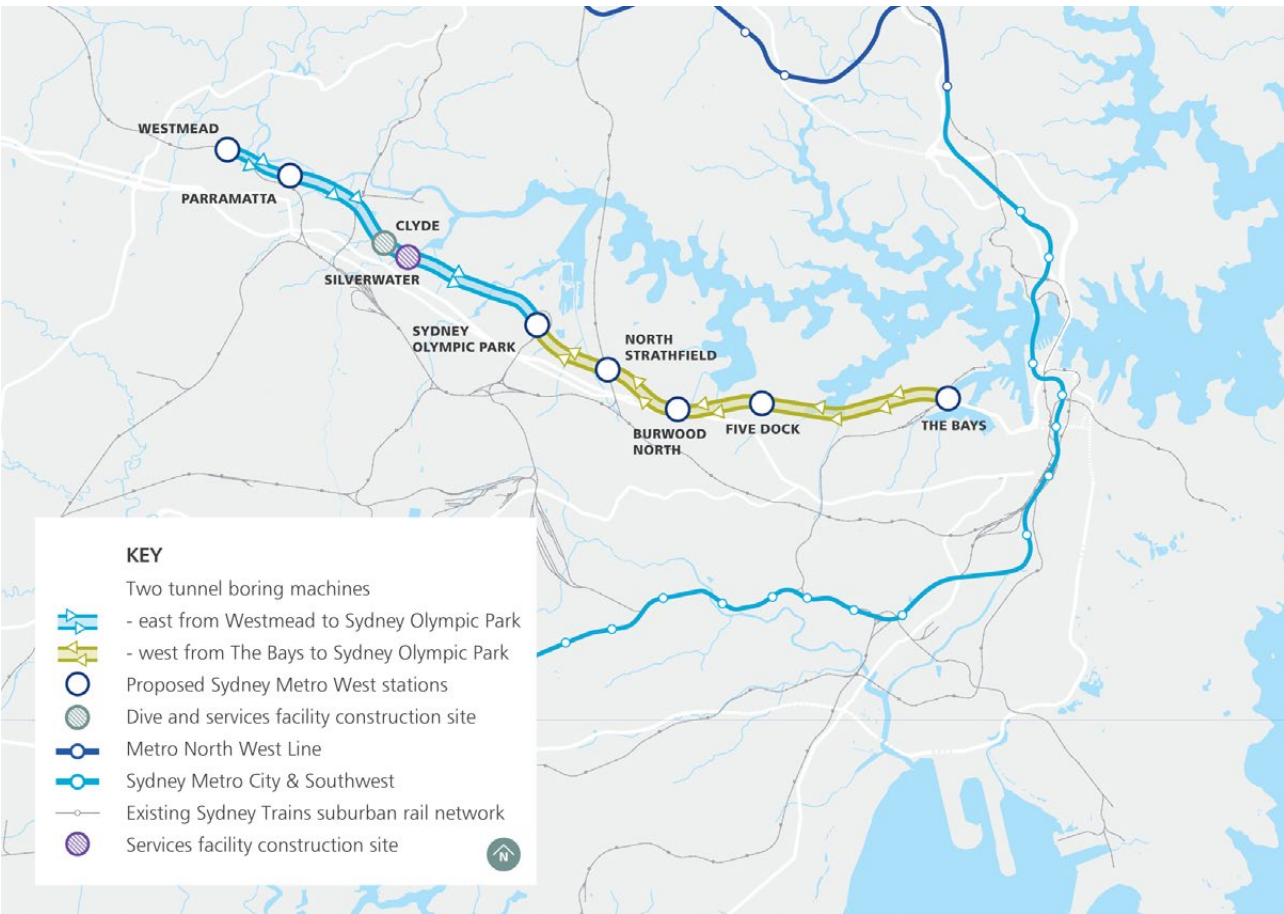 WESTMEAD
PARRAMATTA
CLYDE
SILVERWATER
SYDNEY
OLYMPIC PARK
NORTH
STRATHFIELD
BURWOOD
NORTH
FIVE DOCK
THE BAYS
KEY
Two tunnel boring machines
- east from Westmead to Sydney Olympic Park
- west from The Bays to Sydney Olympic Park
Proposed Sydney Metro West stations
Dive and services facility construction site
Metro North West Line
Sydney Metro City & Southwest
Existing Sydney Trains suburban rail network
Services facility construction site
N